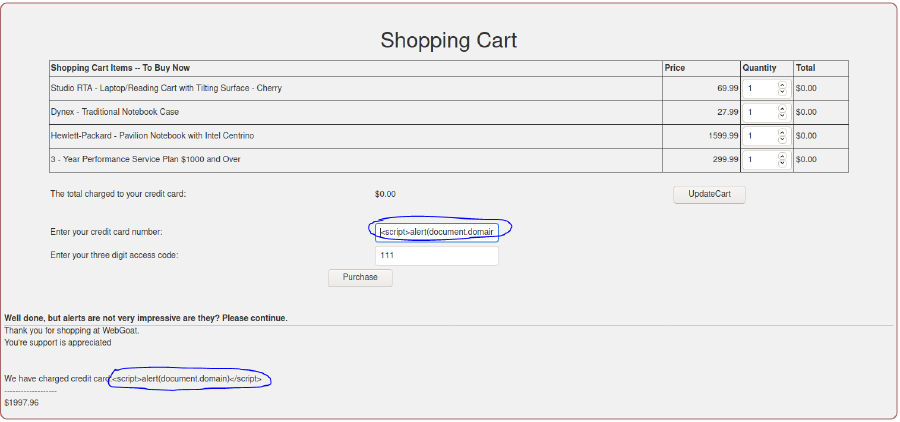 Shopping Cart
Shopping Cart Items -- To Buy Now Price Quantity Total
Studio RTA - Laptop/Reading Cart with Tilting Surface - Cherry 69.99 1 $0.00
Dynex - Traditional Notebook Case 27.99 1 $0.00
Hewlett-Packard - Pavilion Notebook with Intel Centrino 1599.99 1 $0.00
3 - Year Performance Service Plan $1000 and Over 299.99 1 $0.00
The total charged to your credit card: $0.00 UpdateCart
Enter your credit card number: <script>alert(document.domain
Enter your three digit access code: 111
Purchase
Well done, but alerts are not very impressive are they? Please continue.
Thank you for shopping at WebGoat.
You're support is appreciated
We have charged credit card:<script>alert(document.domain)</script>
-------------------
$1997.96